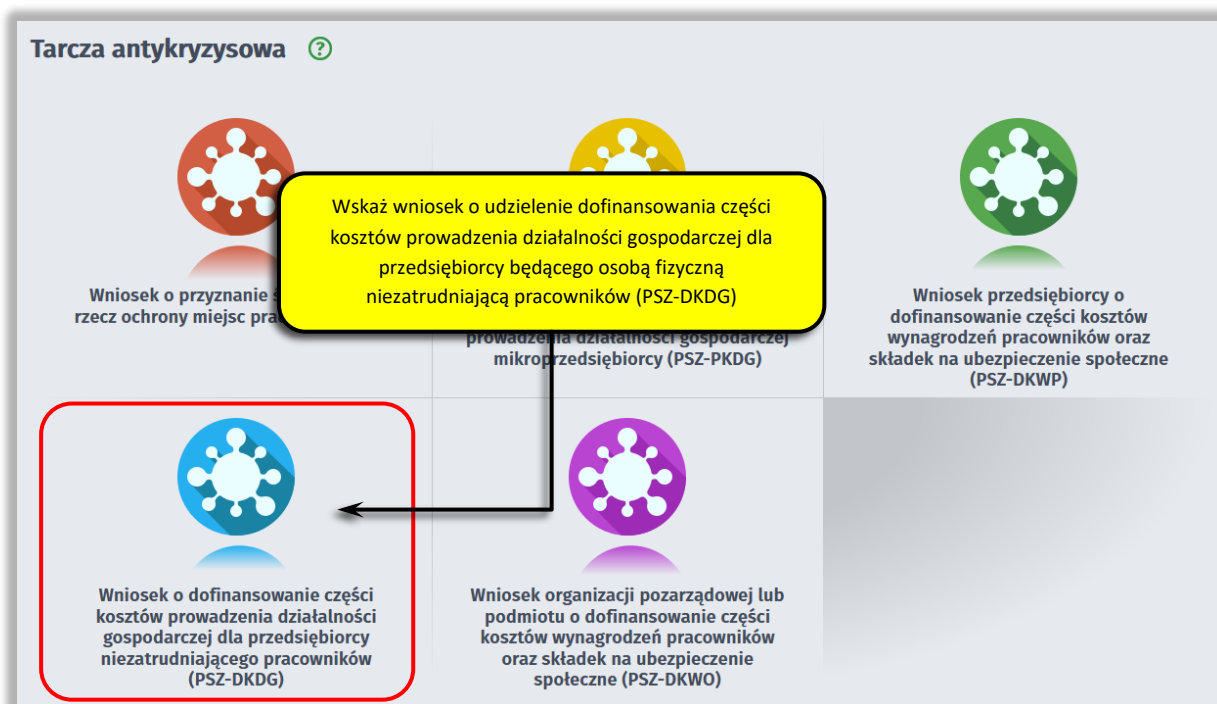 Tarcza antykryzysowa ?
Wskaż wniosek o udzielenie dofinansowania części
kosztów prowadzenia działalności gospodarczej dla
przedsiębiorcy będącego osobą fizyczną
niezatrudniającą pracowników (PSZ-DKDG)
Wniosek o przyznanie
rzecz ochrony miejsc
prowadzenia działalności gospodarczej
mikroprzedsiębiorcy (PSZ-PKDG)
Wniosek przedsiębiorcy o
dofinansowanie części kosztów
wynagrodzeń pracowników oraz
składek na ubezpieczenie społeczne
(PSZ-DKWP)
Wniosek o dofinansowanie części
kosztów prowadzenia działalności
gospodarczej dla przedsiębiorcy
niezatrudniającego pracowników
(PSZ-DKDG)
Wniosek organizacji pozarządowej lub
podmiotu o dofinansowanie części
kosztów wynagrodzeń pracowników
oraz składek na ubezpieczenie
społeczne (PSZ-DKWO)